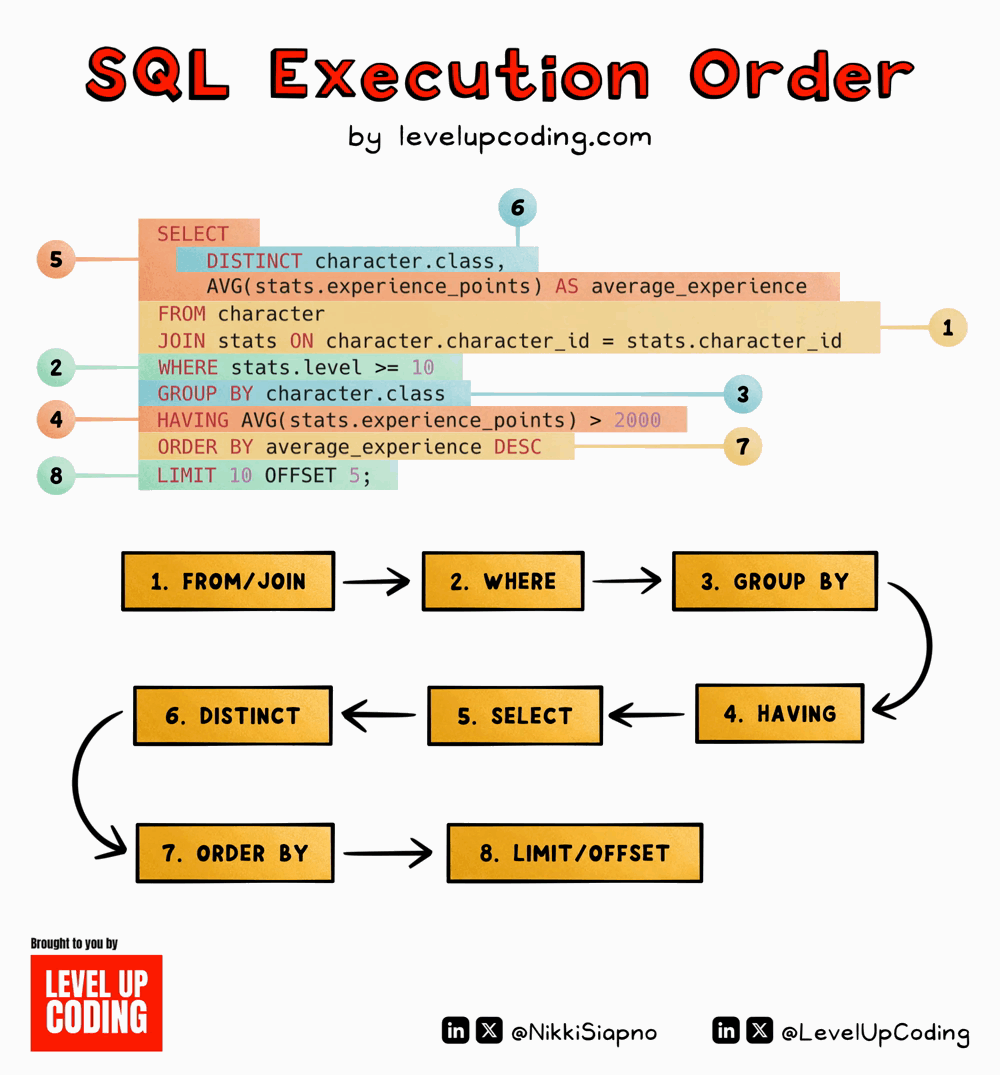 SQL Execution Order
by levelupcoding.com
6
SELECT
5
DISTINCT character.class,
AVG(stats.experience_points) AS average_experience
FROM character
1
JOIN stats ON character.character_id = stats.character_id
2
WHERE stats.level >= 10
GROUP BY character.class
3
4
HAVING AVG(stats.experience_points) > 2000
ORDER BY average_experience DESC
7
8
LIMIT 10 OFFSET 5;
1. FROM/JOIN
2. WHERE
3. GROUP BY
4. HAVING
5. SELECT
6. DISTINCT
7. ORDER BY
8. LIMIT/OFFSET
Brought to you by
LEVEL UP
CODING
in X @NikkiSiapno
in X @LevelUpCoding